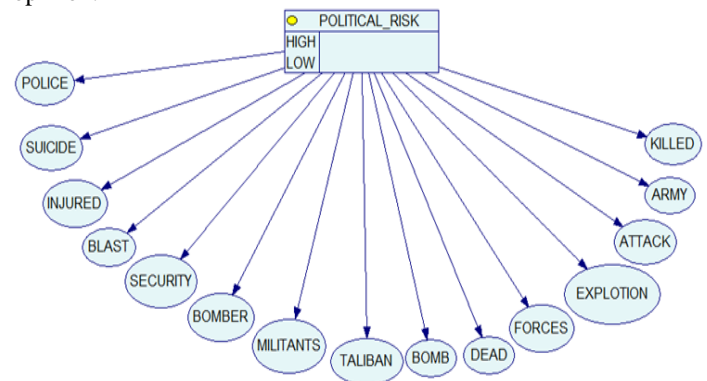 POLITICAL_RISK
HIGH
LOW
POLICE
SUICIDE
INJURED
BLAST
SECURITY
BOMBER
MILITANTS
TALIBAN
BOMB
DEAD
FORCES
EXPLOTION
ATTACK
ARMY
KILLED